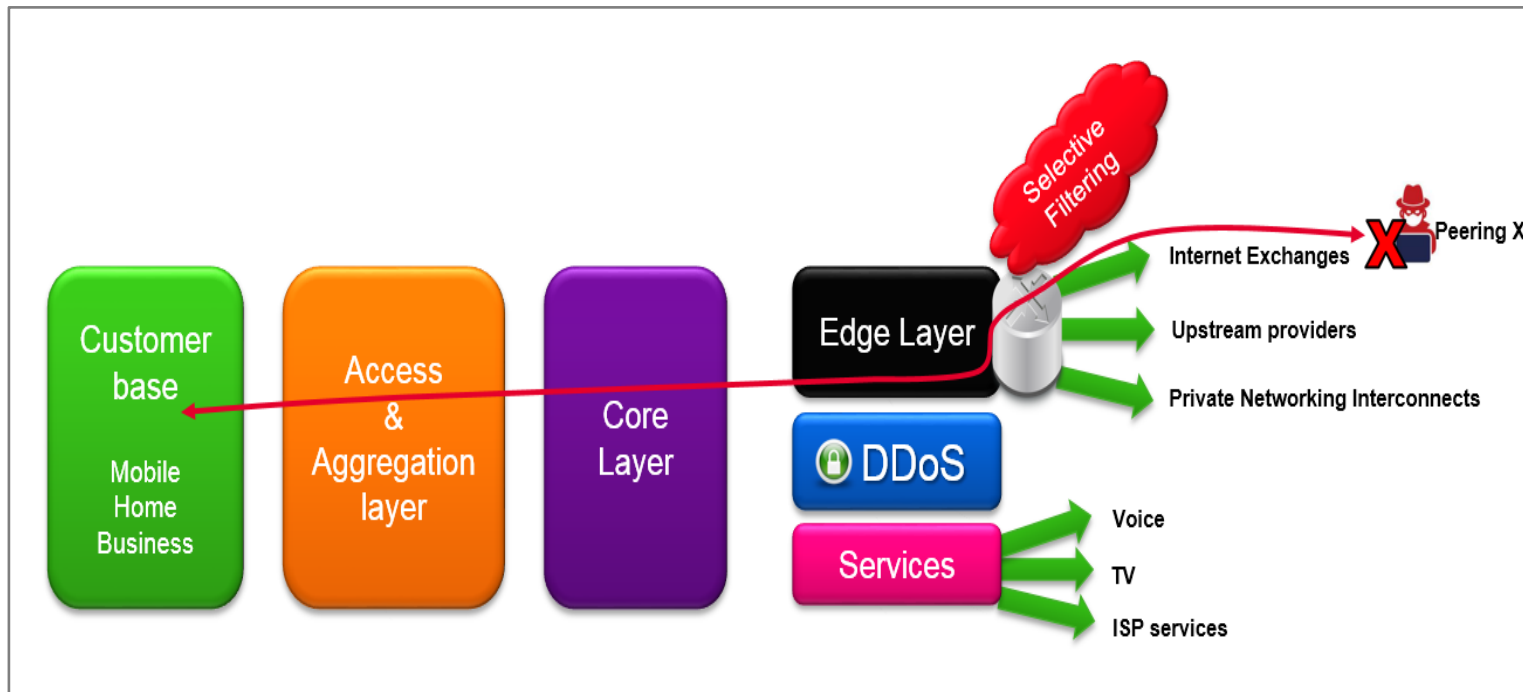 Customer
base
Mobile
Home
Business
Access
&
Aggregation
layer
Core
Layer
Edge Layer
DDoS
Services
Selective
Filtering
Internet Exchanges
X
Peering X
Upstream providers
Private Networking Interconnects
Voice
TV
ISP services